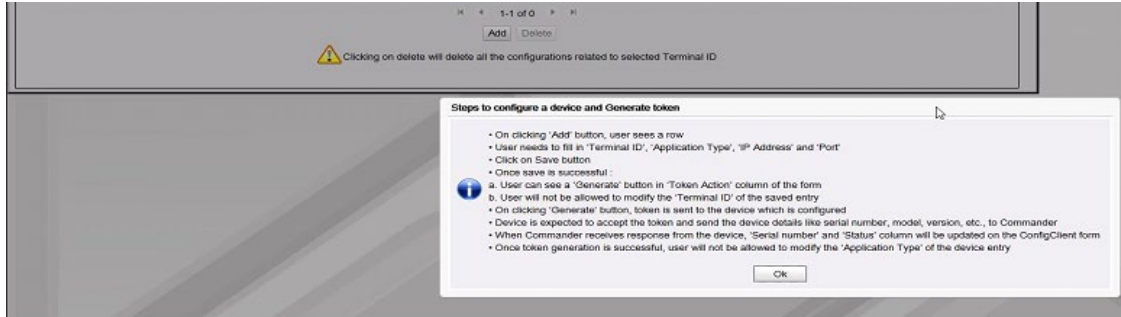 1-1 of 0
Add Delete
Clicking on delete will delete all the configurations related to selected Terminal ID
Steps to configure a device and Generate token
• On clicking 'Add' button, user sees a row
• User needs to fill in 'Terminal ID', 'Application Type', 'IP Address' and 'Port'
• Click on Save button
• Once save is successful :
a. User can see a 'Generate' button in 'Token Action' column of the form
b. User will not be allowed to modify the 'Terminal ID' of the saved entry
• On clicking 'Generate' button, token is sent to the device which is configured
• Device is expected to accept the token and send the device details like serial number, model, version, etc., to Commander
• When Commander receives response from the device, 'Serial number' and 'Status' column will be updated on the ConfigClient form
• Once token generation is successful, user will not be allowed to modify the 'Application Type' of the device entry
Ok